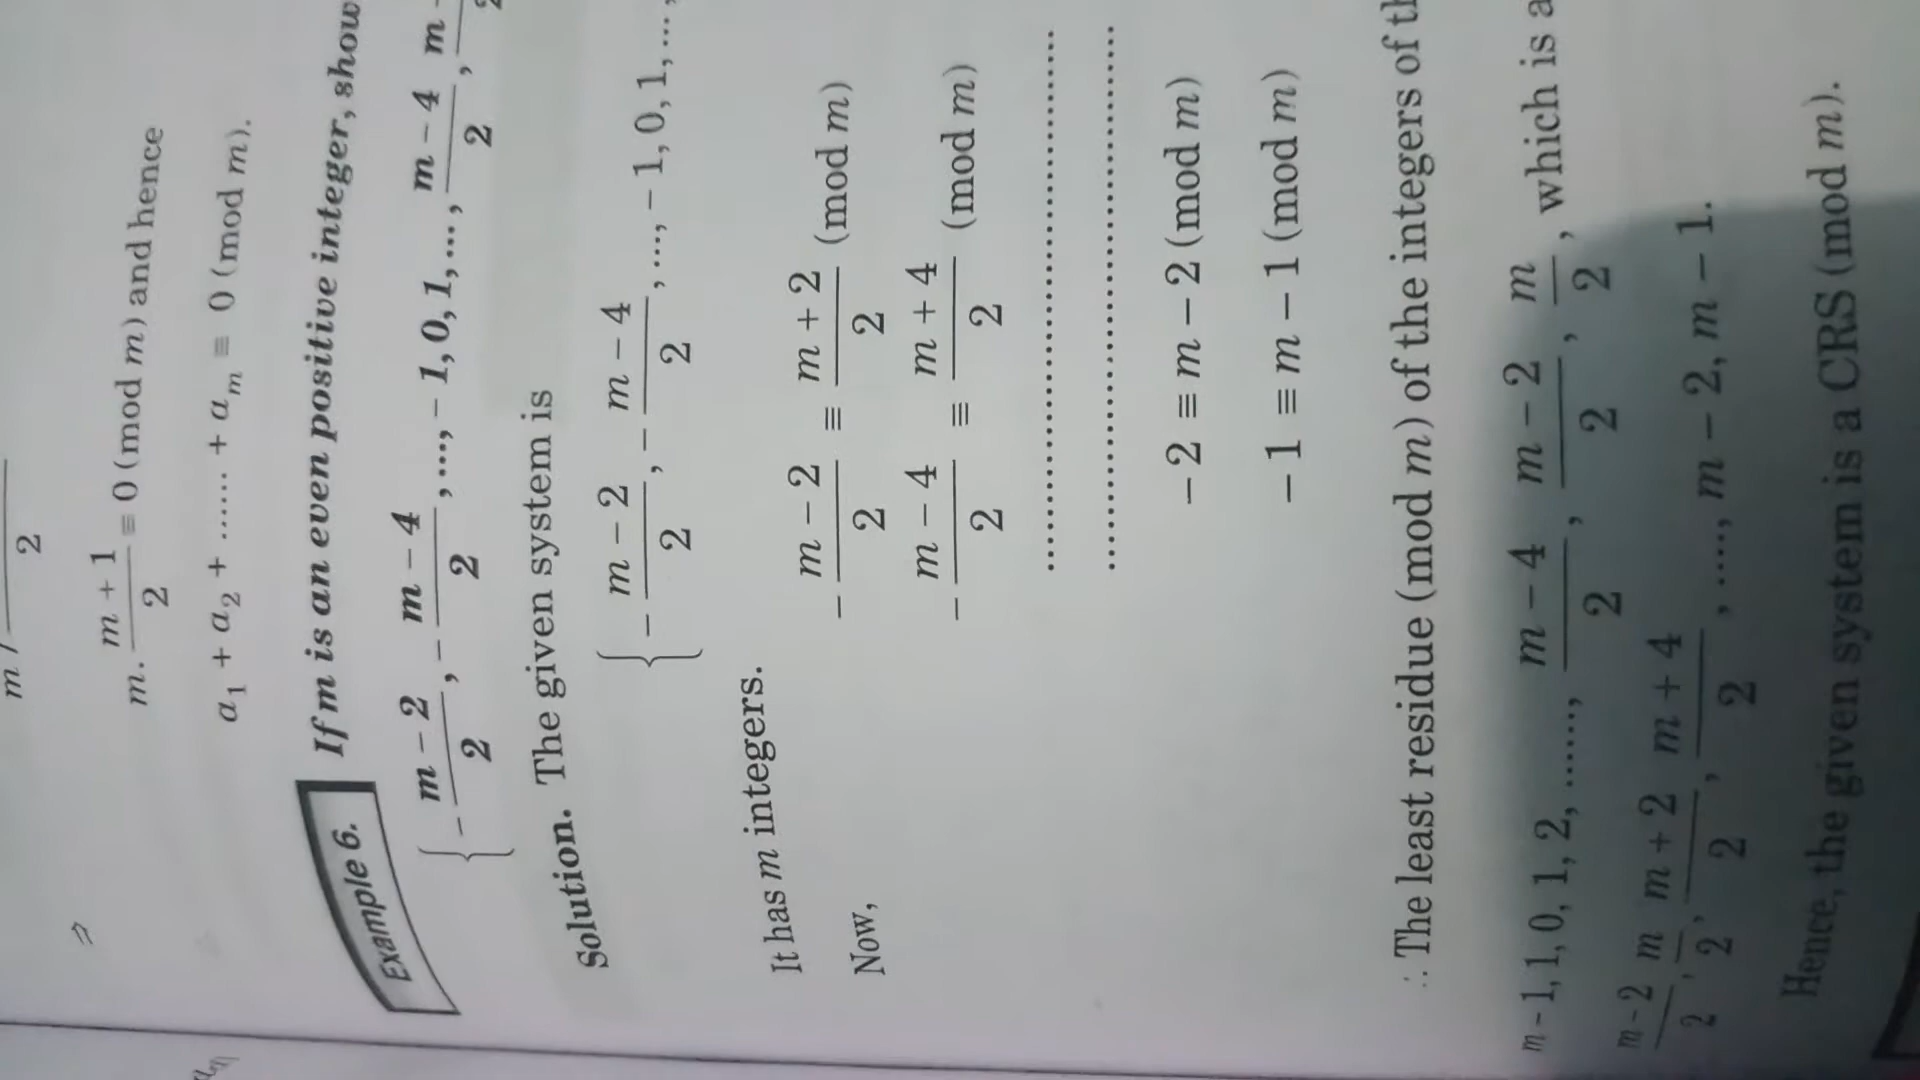 m /
2
⇒ m. (m + 1)/2 ≡ 0 (mod m) and hence
a₁ + a₂ + ...... + aₘ ≡ 0 (mod m).
Example 6. If m is an even positive integer, show
{ − (m − 2)/2, − (m − 4)/2, ..., − 1, 0, 1, ..., (m − 4)/2, m −
Solution. The given system is
{ − (m − 2)/2, − (m − 4)/2, ..., − 1, 0, 1, ...,
It has m integers.
Now, − (m − 2)/2 ≡ (m + 2)/2 (mod m)
− (m − 4)/2 ≡ (m + 4)/2 (mod m)
..........................................
..........................................
− 2 ≡ m − 2 (mod m)
− 1 ≡ m − 1 (mod m)
∴ The least residue (mod m) of the integers of
m − 1, 1, 0, 1, 2, ......, (m − 4)/2, (m − 2)/2, m/2, which is a
(m − 2)/2, m/2, (m + 2)/2, (m + 4)/2, ....., m − 2, m − 1.
Hence, the given system is a CRS (mod m).